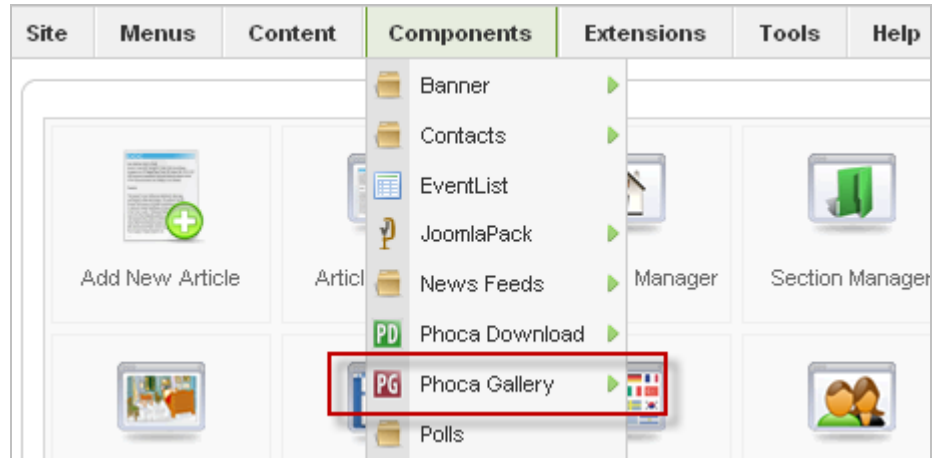 Site Menus Content Components Extensions Tools Help
Banner
Contacts
EventList
JoomlaPack
News Feeds
PD Phoca Download
PG Phoca Gallery
Polls
Add New Article
Artic
Manager
Section Manager